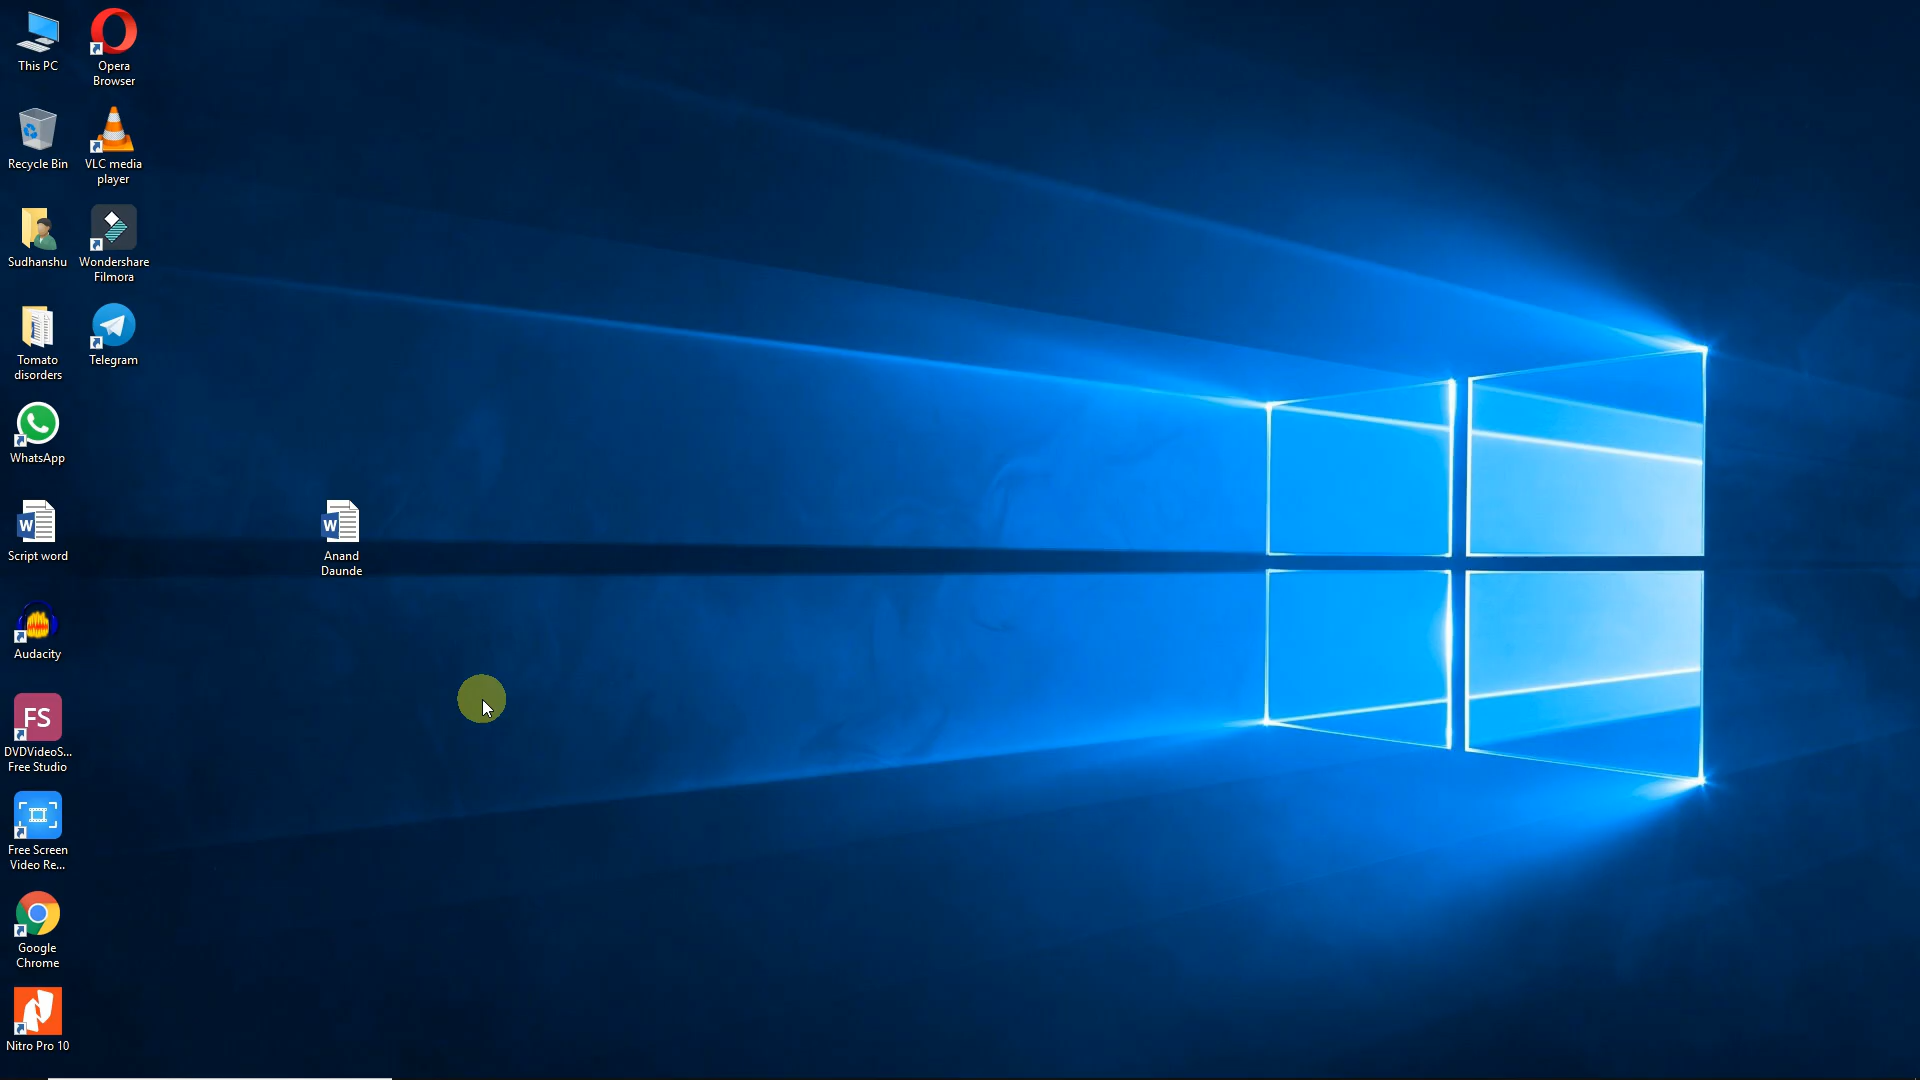 This PC
Opera
Browser
Recycle Bin
VLC media
player
Sudhanshu
Wondershare
Filmora
Tomato
disorders
Telegram
WhatsApp
W
Script word
W
Anand
Daunde
Audacity
FS
DVDVideoS...
Free Studio
Free Screen
Video Re...
Google
Chrome
Nitro Pro 10